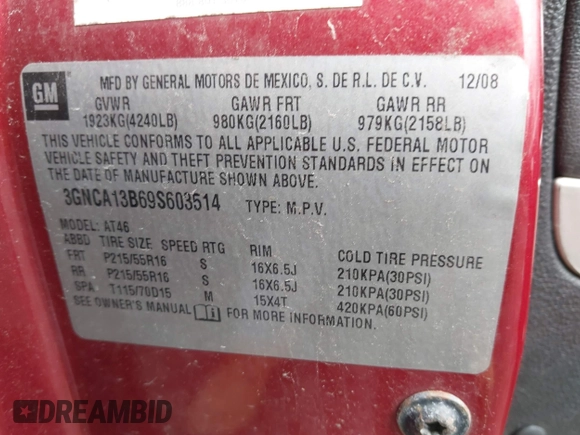 GM
MFD BY GENERAL MOTORS DE MEXICO, S. DE R.L. DE C.V. 12/08
GVWR GAWR FRT GAWR RR
1923KG(4240LB) 980KG(2160LB) 979KG(2158LB)
THIS VEHICLE CONFORMS TO ALL APPLICABLE U.S. FEDERAL MOTOR
VEHICLE SAFETY AND THEFT PREVENTION STANDARDS IN EFFECT ON
THE DATE OF MANUFACTURE SHOWN ABOVE.
3GNCA13B69S603514 TYPE: M.P.V.
MODEL: AT46
ABBD TIRE SIZE SPEED RTG RIM COLD TIRE PRESSURE
FRT P215/55R16 S 16X6.5J 210KPA(30PSI)
RR P215/55R16 S 16X6.5J 210KPA(30PSI)
SPA T115/70D15 M 15X4T 420KPA(60PSI)
SEE OWNER'S MANUAL FOR MORE INFORMATION.
DREAMBID